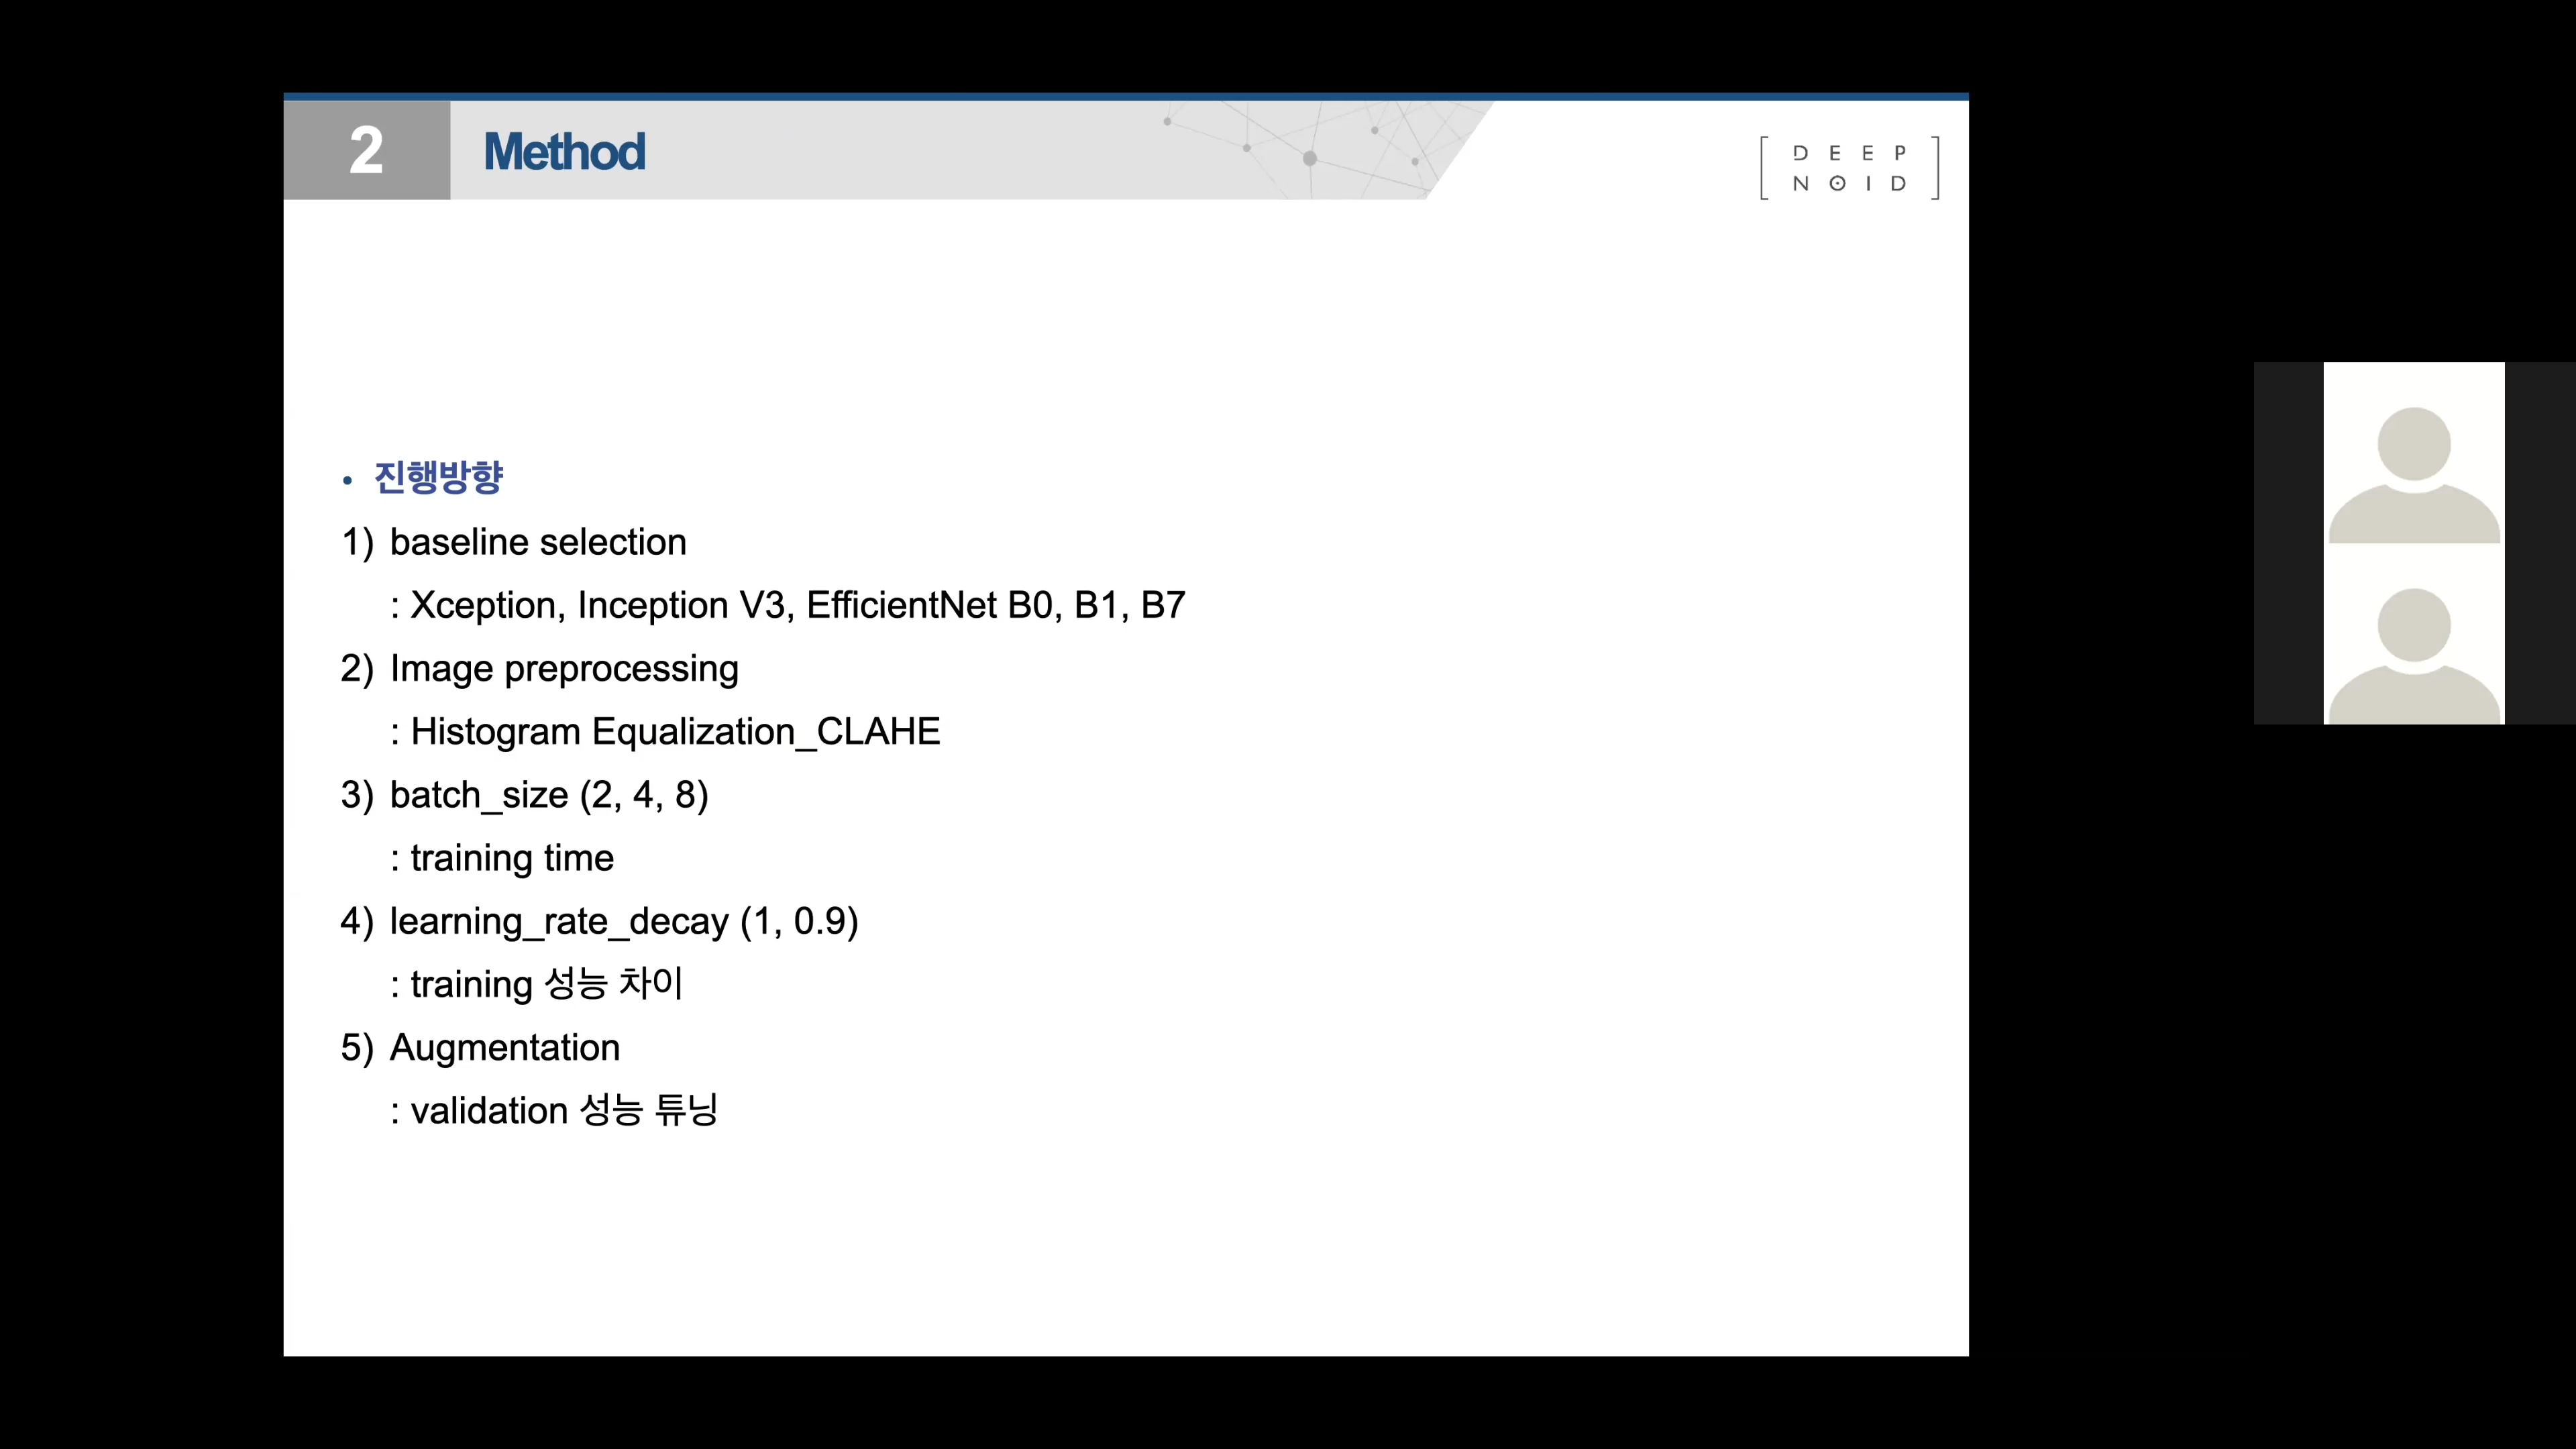 2
Method
DEEP
NOID
• 진행방향
1) baseline selection
: Xception, Inception V3, EfficientNet B0, B1, B7
2) Image preprocessing
: Histogram Equalization_CLAHE
3) batch_size (2, 4, 8)
: training time
4) learning_rate_decay (1, 0.9)
: training 성능 차이
5) Augmentation
: validation 성능 튜닝